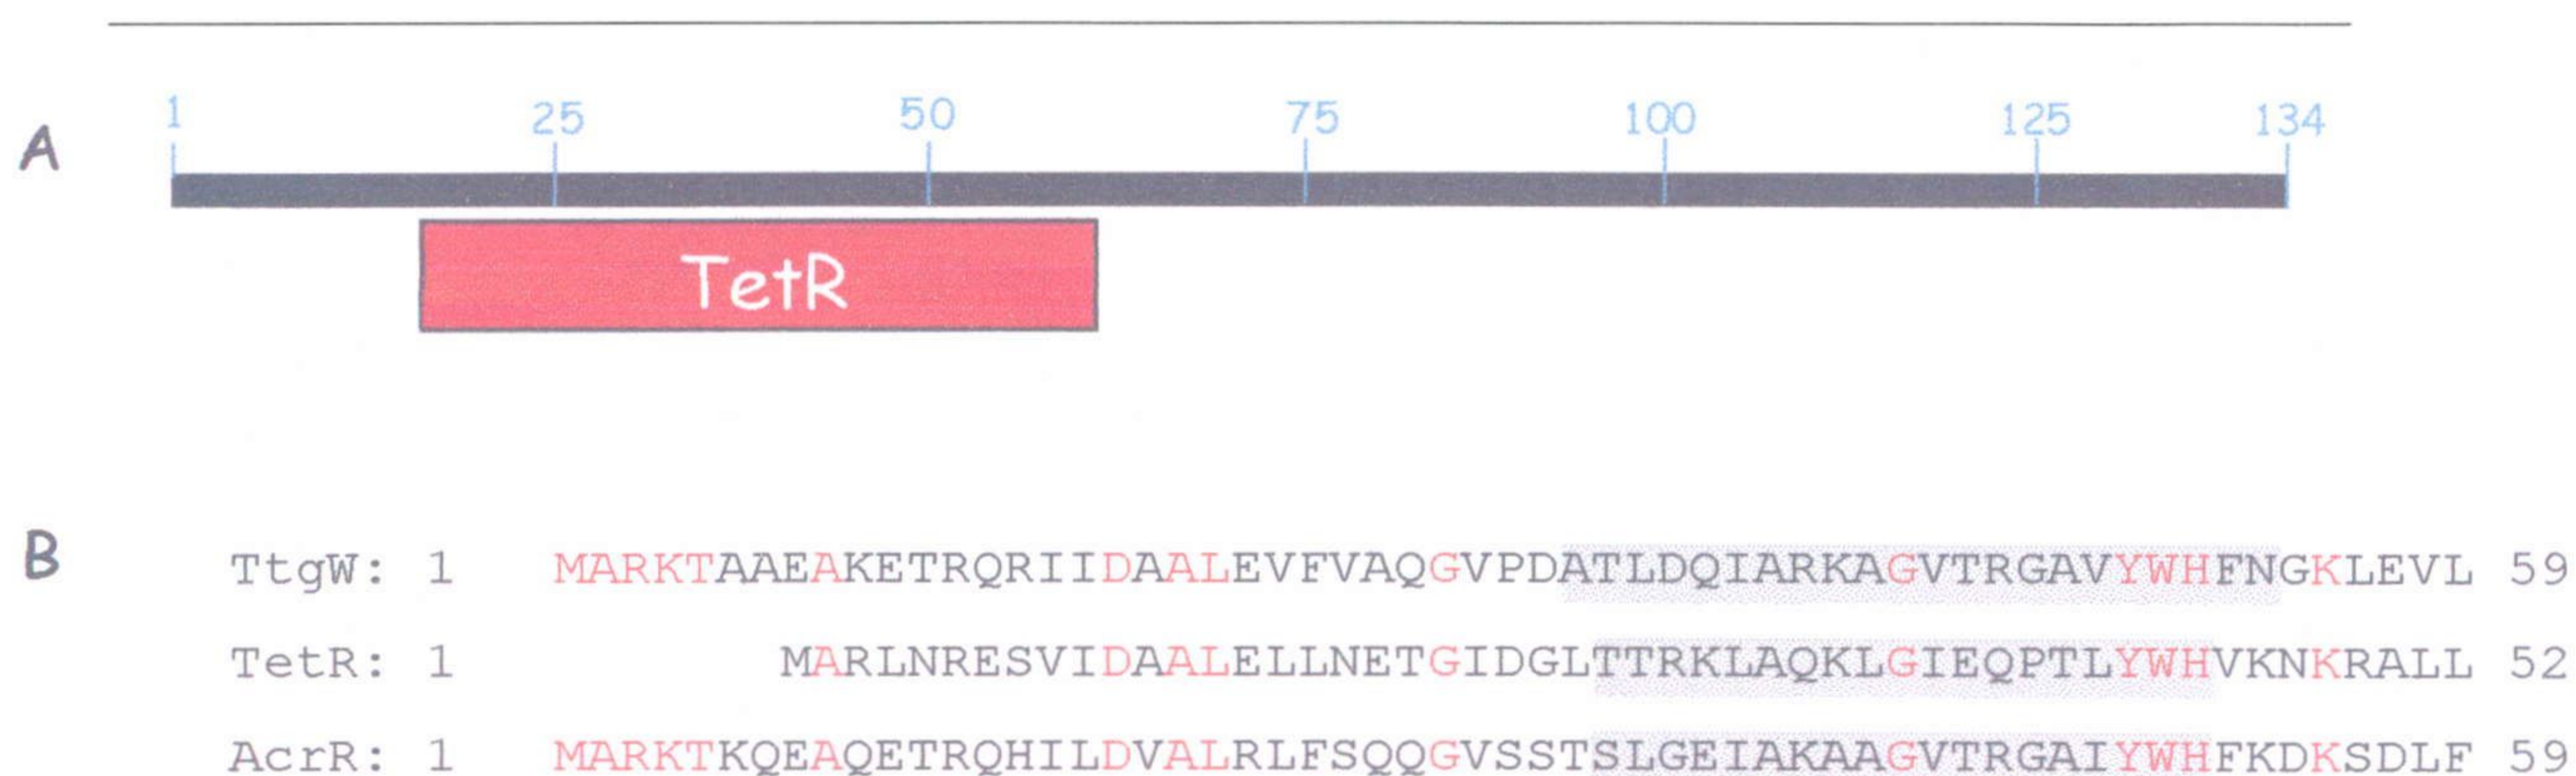 1 25 50 75 100 125 134
A
TetR
B
TtgW: 1 MARKTAAEAKETRQRIIDAALEVFVAQGVPDATLDQIARKAGVTRGAVYWHFNGKLEVL 59
TetR: 1 MARLNRESVIDAALELLNETGIDGLTTRKLAQKLGIEQPTLYWHVKNKRALL 52
AcrR: 1 MARKTKQEAQETRQHILDVALRLFSQQGVSSTSLGEIAKAAGVTRGAIYWHFKDKSDLF 59